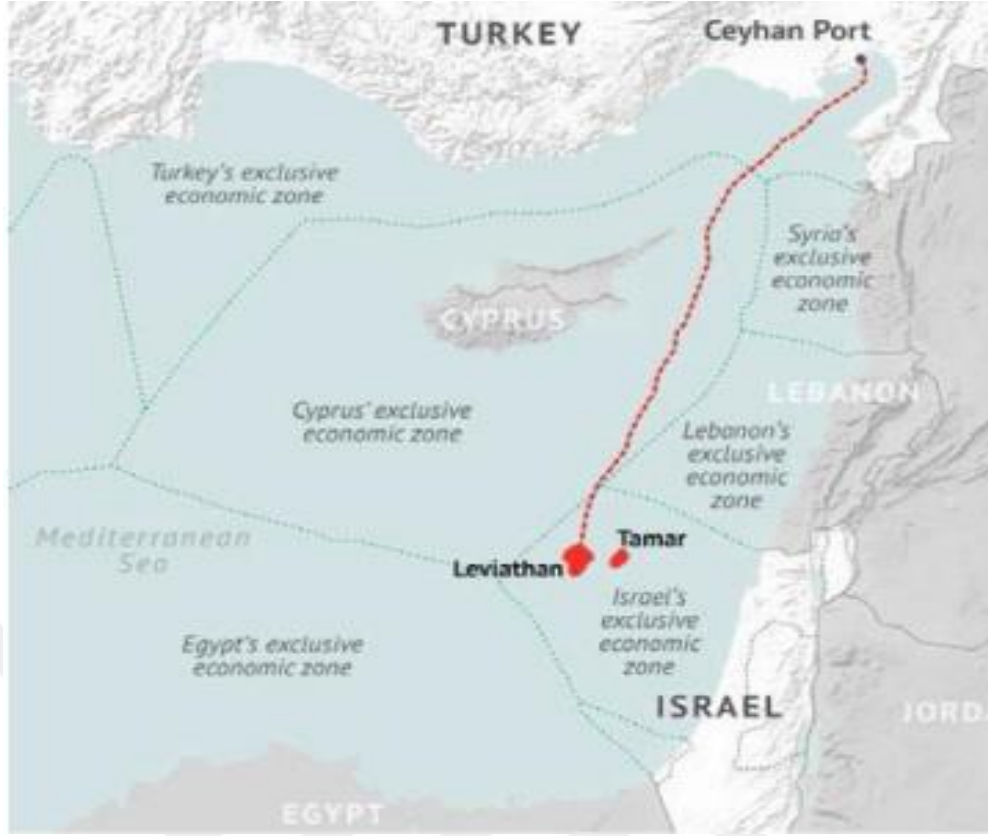 TURKEY
Ceyhan Port
Turkey's exclusive
economic zone
Syria's
exclusive
economic
zone
CYPRUS
LEBANON
Cyprus' exclusive
economic zone
Lebanon's
exclusive
economic
zone
Mediterranean
Sea
Tamar
Leviathan
Israel's
exclusive
economic
zone
Egypt's exclusive
economic zone
ISRAEL
JORDA
EGYPT